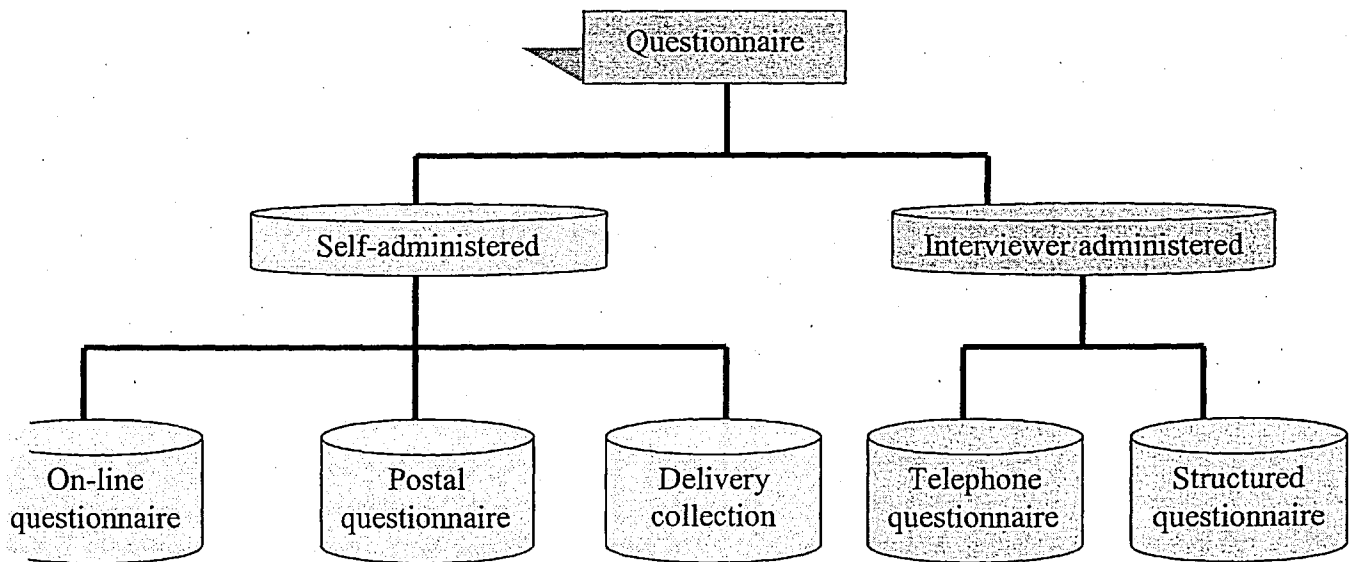 Questionnaire
Self-administered
Interviewer administered
On-line
questionnaire
Postal
questionnaire
Delivery
collection
Telephone
questionnaire
Structured
questionnaire